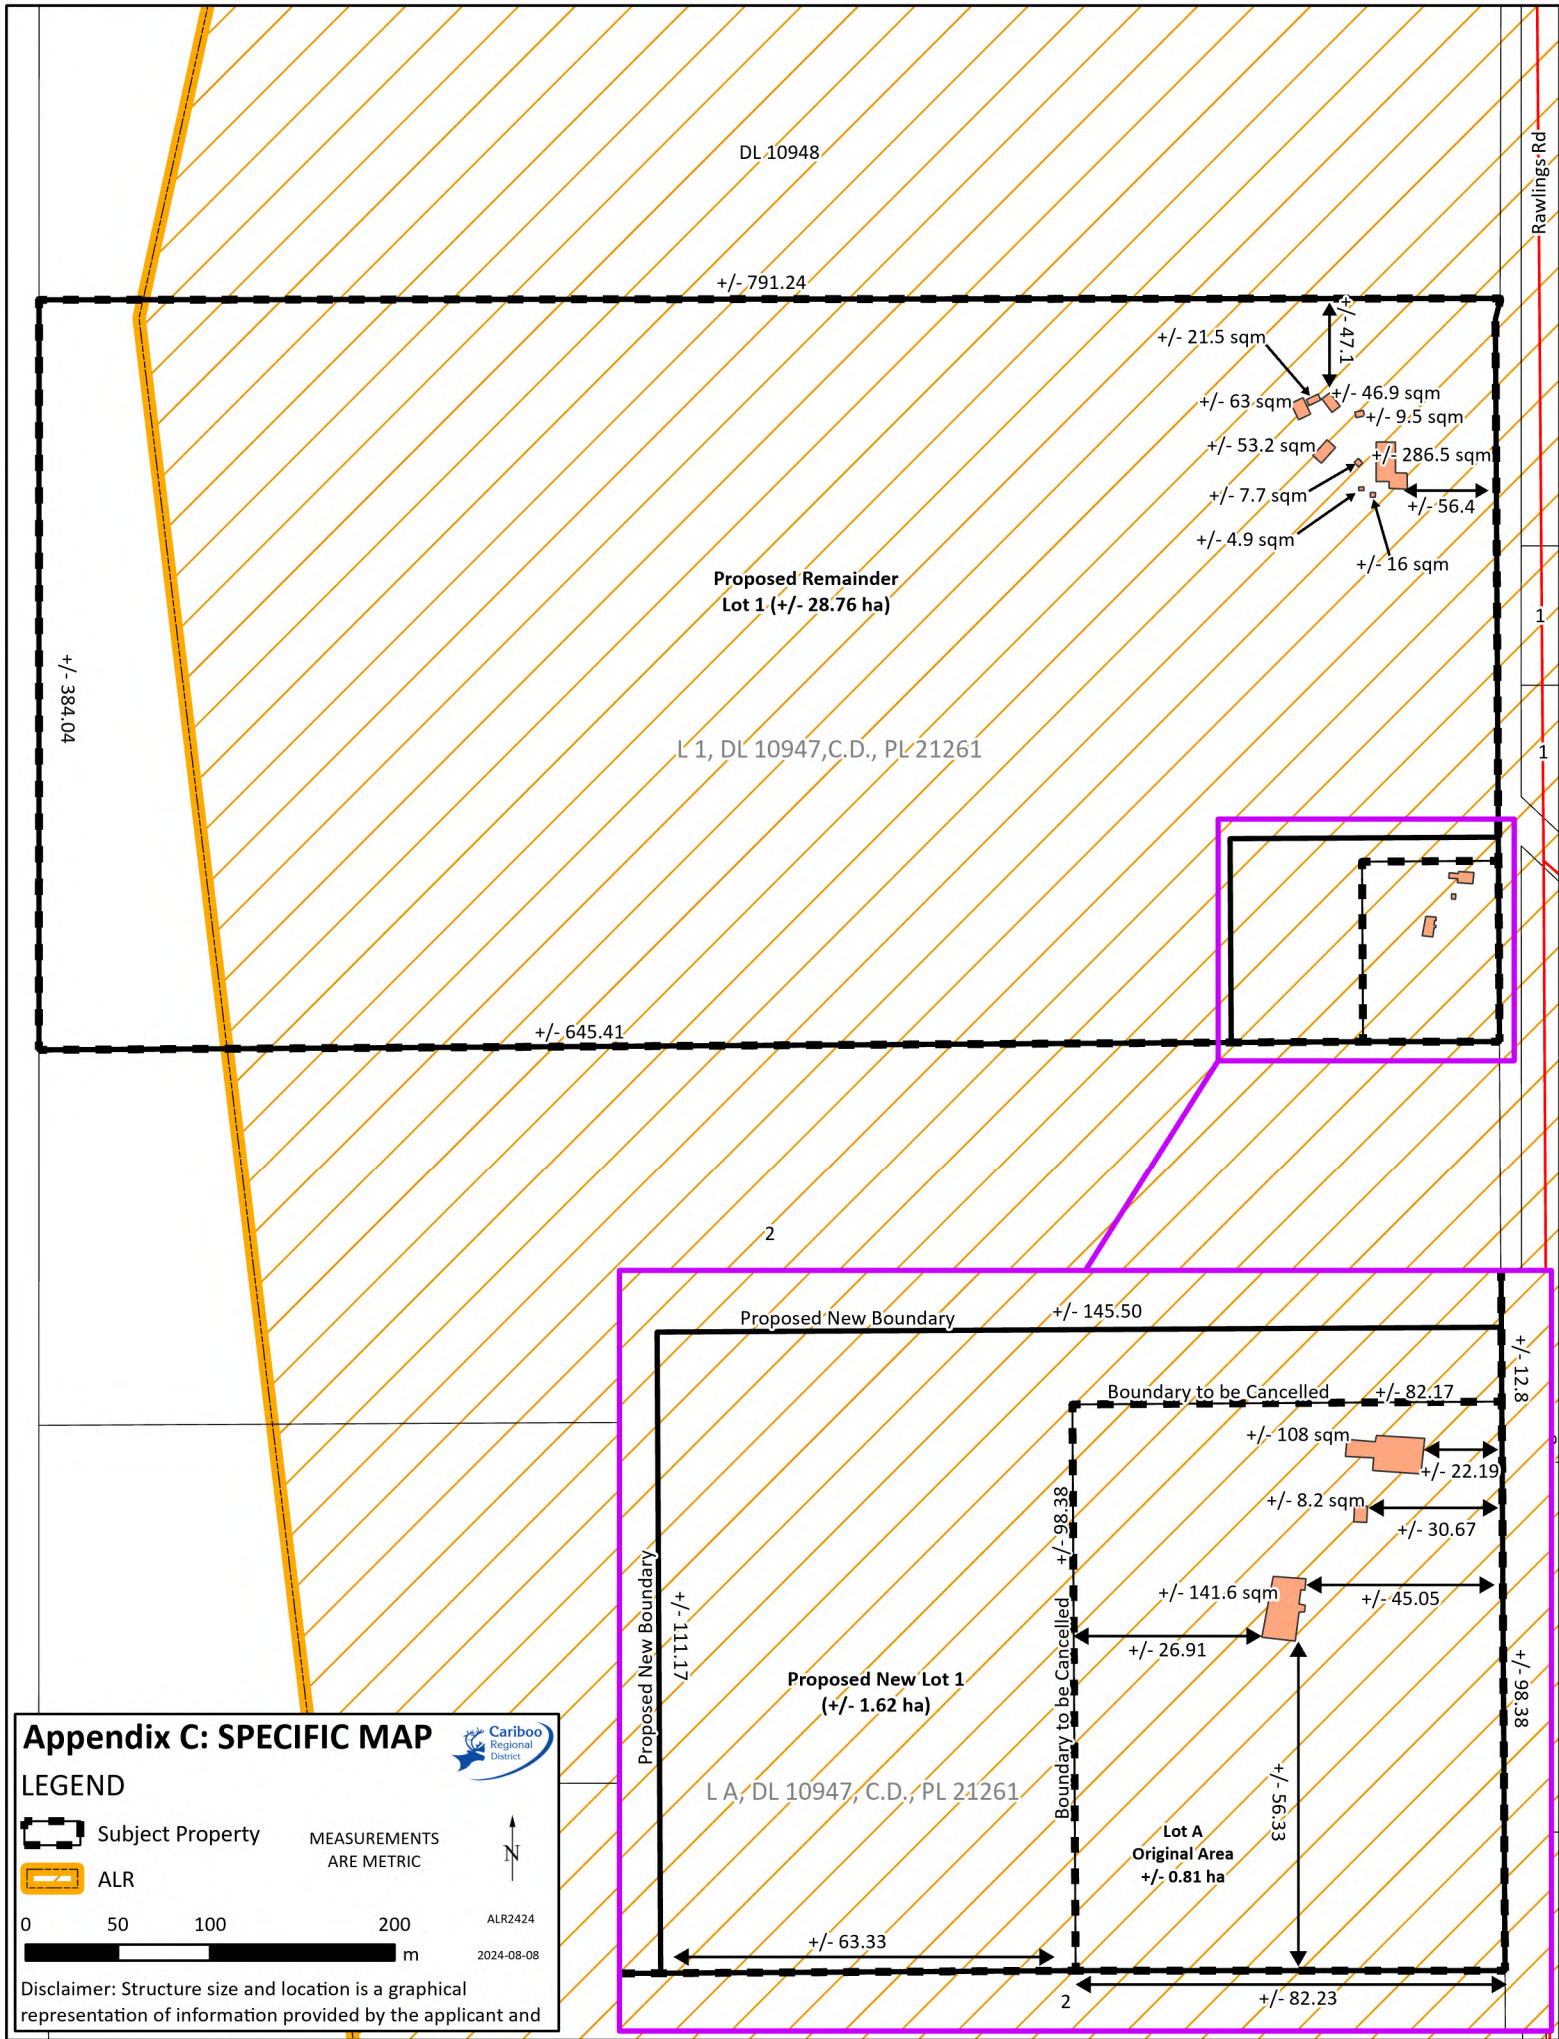 DL 10948
Rawlings Rd
+/- 791.24
+/- 47.1
+/- 21.5 sqm
+/- 63 sqm
+/- 46.9 sqm
+/- 9.5 sqm
+/- 53.2 sqm
+/- 286.5 sqm
+/- 7.7 sqm
+/- 56.4
+/- 4.9 sqm
+/- 16 sqm
Proposed Remainder
Lot 1 (+/- 28.76 ha)
1
+/- 384.04
L 1, DL 10947,C.D., PL 21261
1
+/- 645.41
2
Proposed New Boundary
+/- 145.50
+/- 12.8
Boundary to be Cancelled
+/- 82.17
+/- 108 sqm
+/- 22.19
+/- 98.38
+/- 8.2 sqm
+/- 30.67
Proposed New Boundary
+/- 111.17
+/- 141.6 sqm
+/- 45.05
Boundary to be Cancelled
+/- 26.91
Proposed New Lot 1
(+/- 1.62 ha)
+/- 98.38
L A, DL 10947, C.D., PL 21261
+/- 56.33
Lot A
Original Area
+/- 0.81 ha
+/- 63.33
2
+/- 82.23
Appendix C: SPECIFIC MAP
Cariboo
Regional
District
LEGEND
Subject Property
MEASUREMENTS
ARE METRIC
N
ALR
0 50 100 200
m
ALR2424
2024-08-08
Disclaimer: Structure size and location is a graphical
representation of information provided by the applicant and